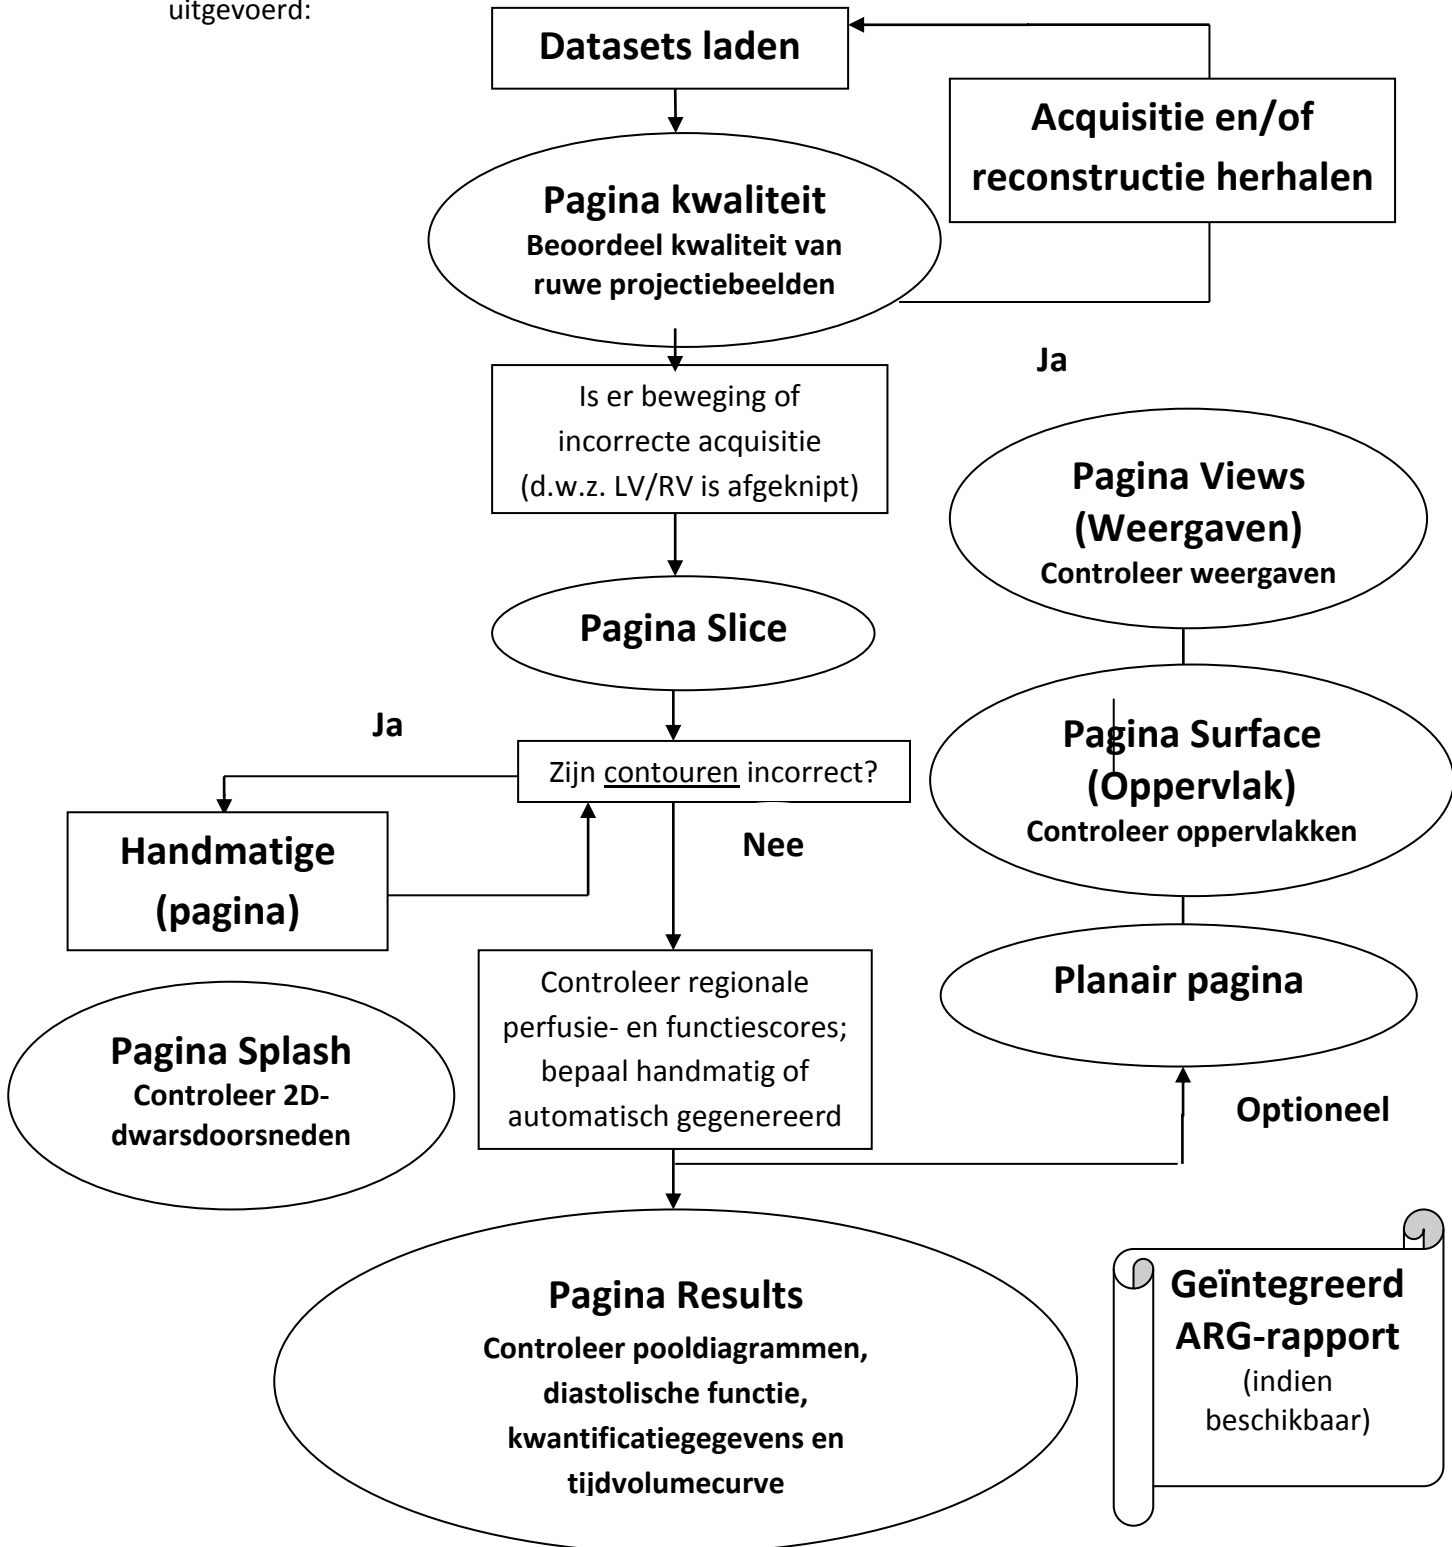 uitgevoerd:
Datasets laden
Acquisitie en/of
reconstructie herhalen
Pagina kwaliteit
Beoordeel kwaliteit van
ruwe projectiebeelden
Ja
Is er beweging of
incorrecte acquisitie
(d.w.z. LV/RV is afgeknipt)
Pagina Views
(Weergaven)
Controleer weergaven
Pagina Slice
Ja
Zijn contouren incorrect?
Pagina Surface
(Oppervlak)
Controleer oppervlakken
Handmatige
(pagina)
Nee
Planair pagina
Controleer regionale
perfusie- en functiescores;
bepaal handmatig of
automatisch gegenereerd
Pagina Splash
Controleer 2D-
dwarsdoorsneden
Optioneel
Pagina Results
Controleer pooldiagrammen,
diastolische functie,
kwantificatiegegevens en
tijdvolumecurve
Geïntegreerd
ARG-rapport
(indien
beschikbaar)